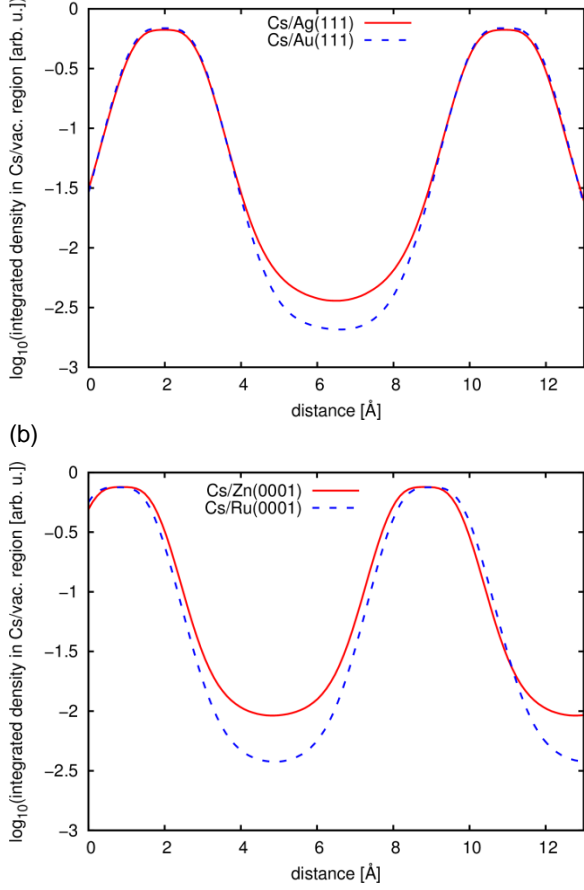 log₁₀(integrated density in Cs/vac. region [arb. u.])
0
−0.5
−1
−1.5
−2
−2.5
−3
Cs/Ag(111)
Cs/Au(111)
0 2 4 6 8 10 12
distance [Å]
(b)
log₁₀(integrated density in Cs/vac. region [arb. u.])
0
−0.5
−1
−1.5
−2
−2.5
−3
Cs/Zn(0001)
Cs/Ru(0001)
0 2 4 6 8 10 12
distance [Å]